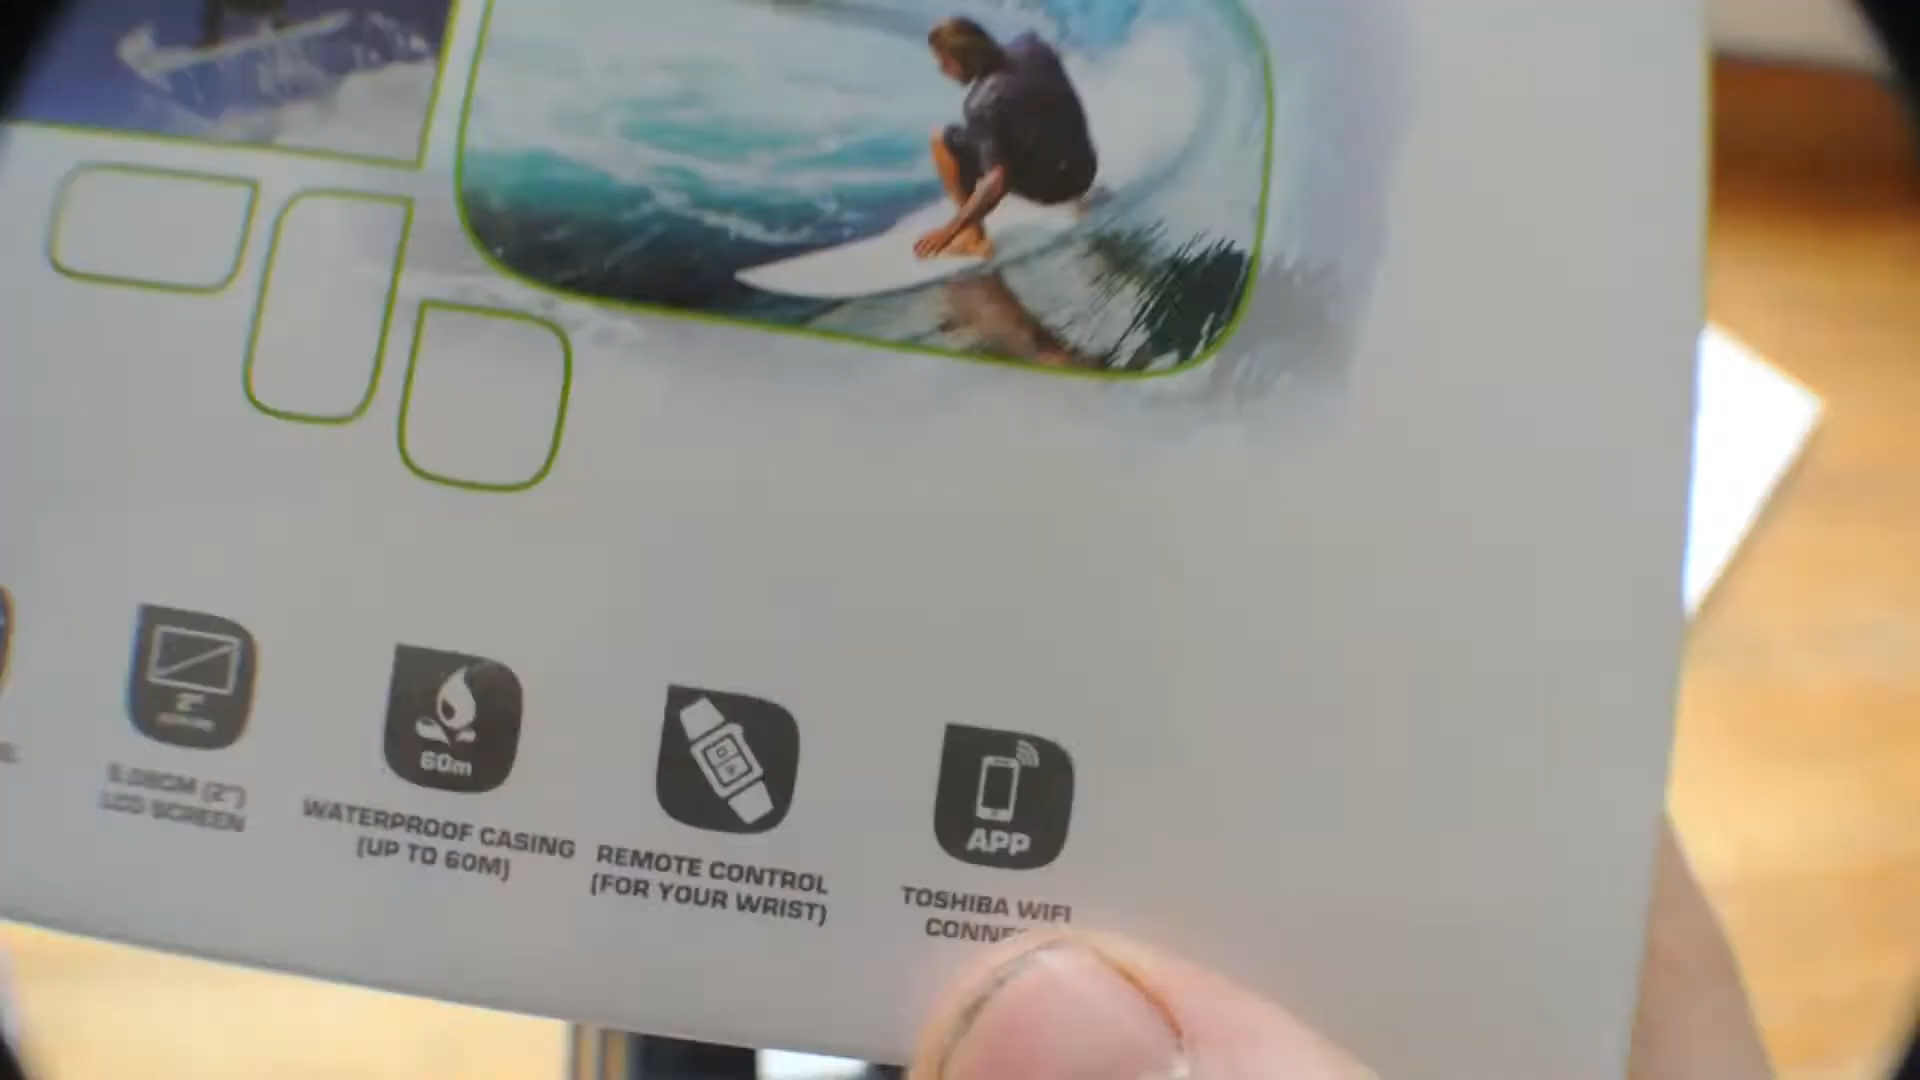 2"
60m
APP
5.08CM (2")
LCD SCREEN
WATERPROOF CASING
(UP TO 60M)
REMOTE CONTROL
(FOR YOUR WRIST)
TOSHIBA WIFI